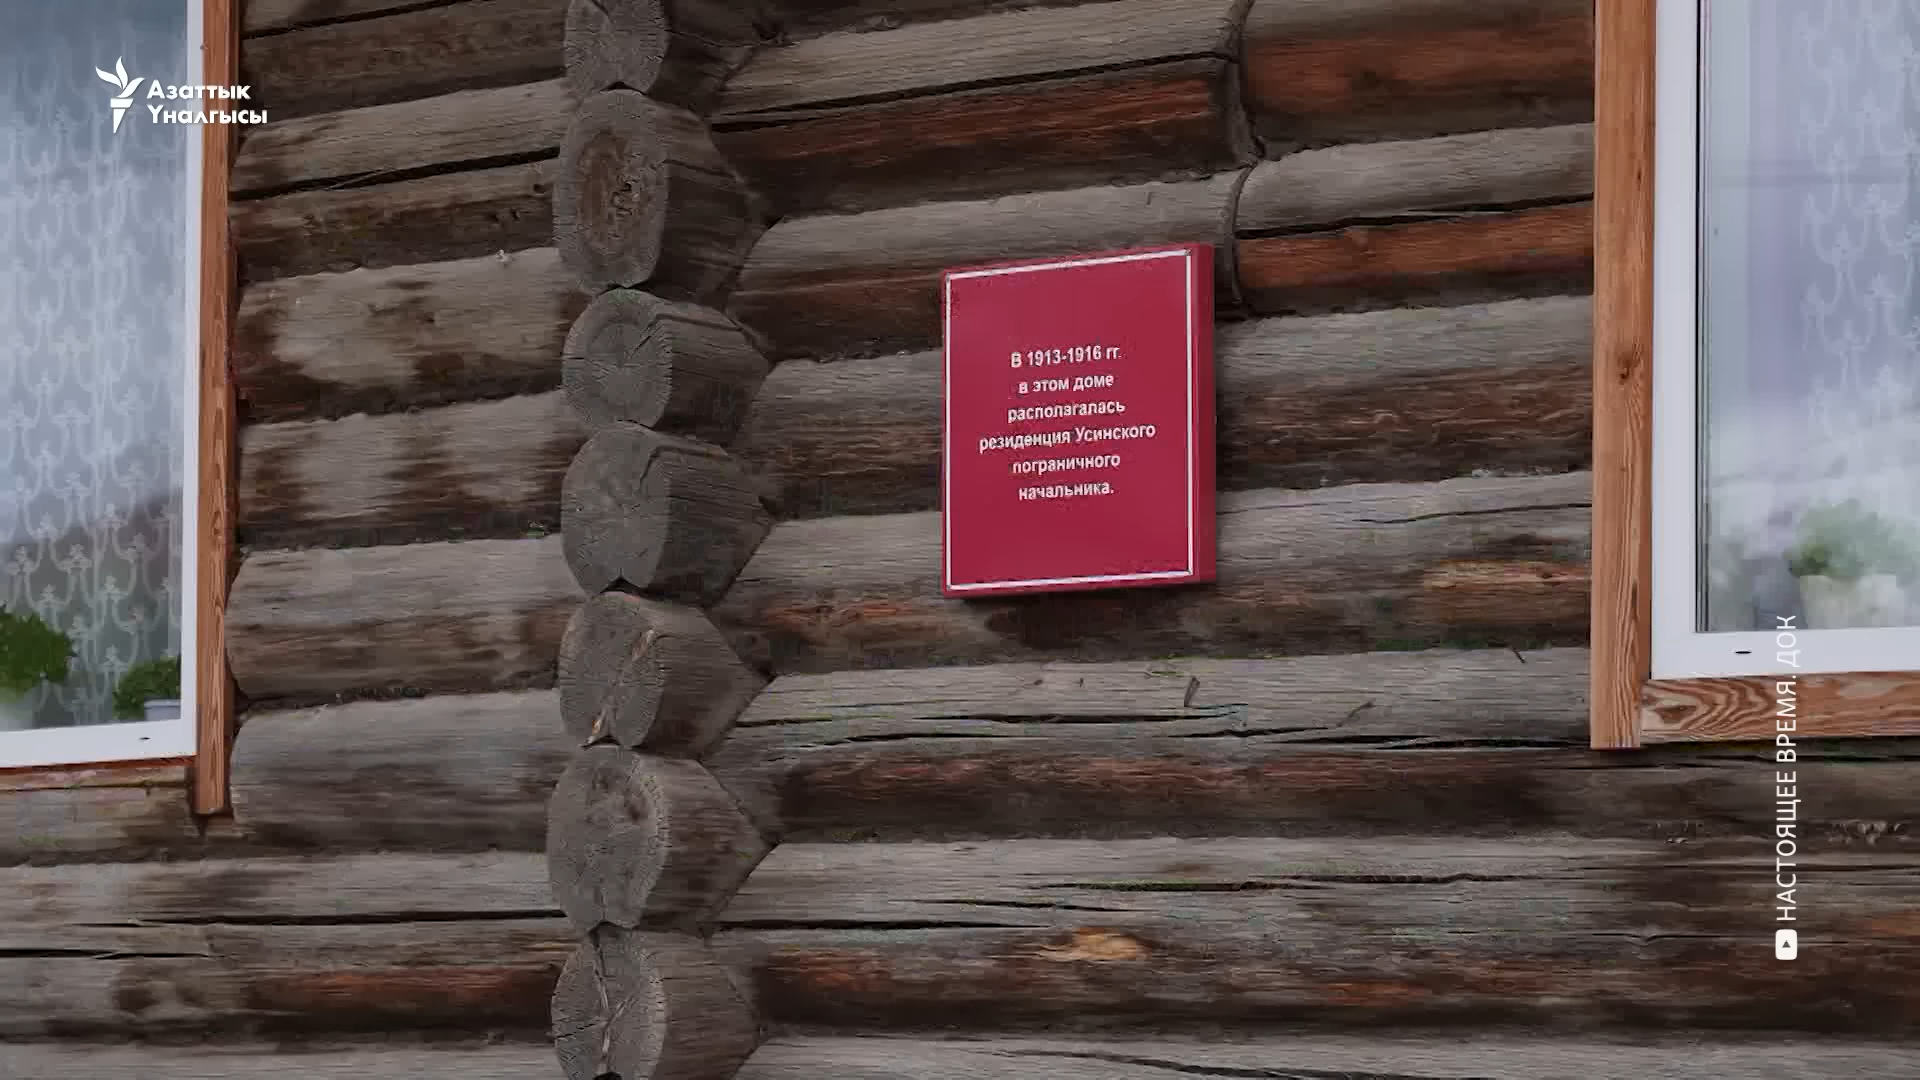 Азаттык
Үналгысы
В 1913-1916 гг.
в этом доме
располагалась
резиденция Усинского
пограничного
начальника.
НАСТОЯЩЕЕ ВРЕМЯ. ДОК